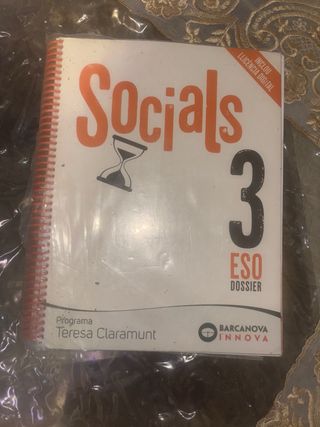 INCLOU
LLICÈNCIA DIGITAL
Socials
3
ESO
DOSSIER
Programa
Teresa Claramunt
BARCANOVA
INNOVA